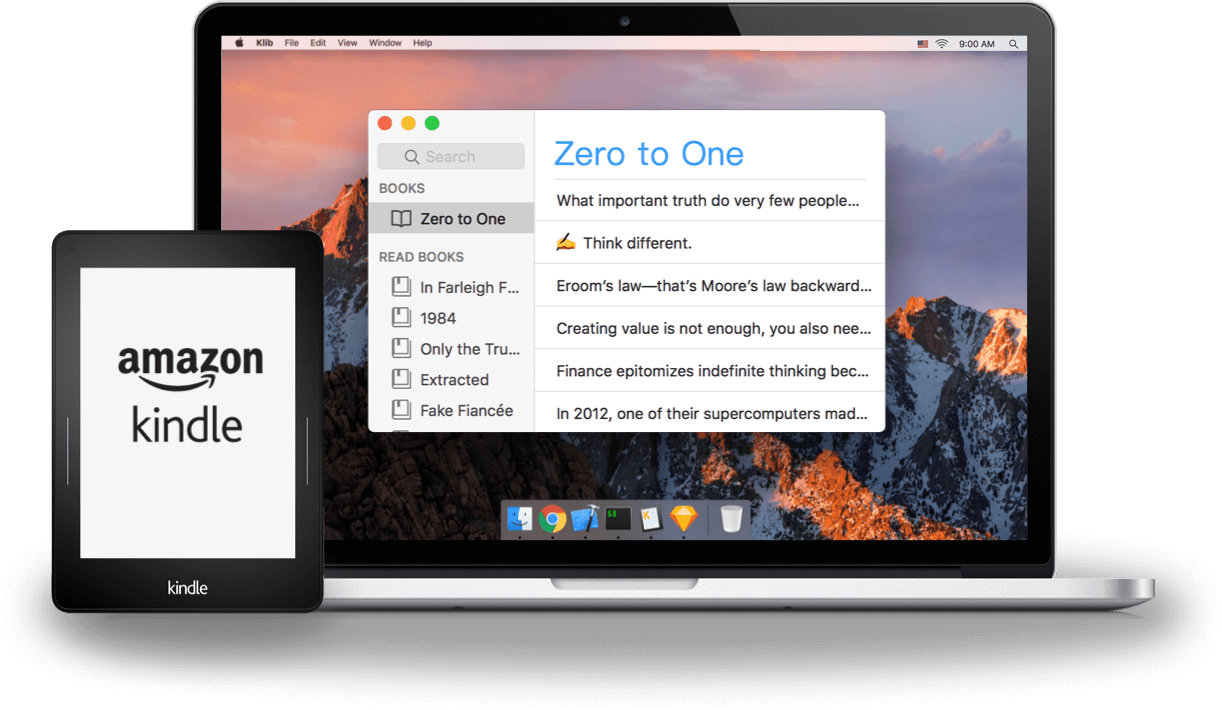 Klib File Edit View Window Help 9:00 AM
Search
BOOKS
Zero to One
READ BOOKS
In Farleigh F...
1984
Only the Tru...
Extracted
Fake Fiancée
Zero to One
What important truth do very few people...
✍️ Think different.
Eroom’s law—that’s Moore’s law backward...
Creating value is not enough, you also nee...
Finance epitomizes indefinite thinking bec...
In 2012, one of their supercomputers mad...
amazon
kindle
kindle
K